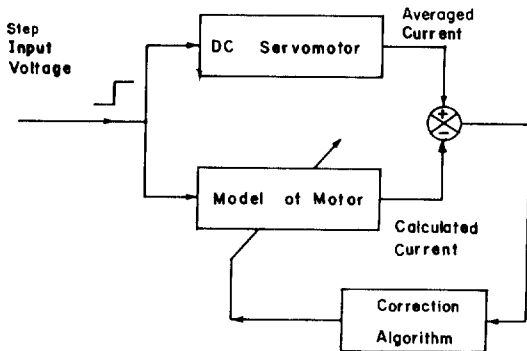 Step
Input
Voltage
DC Servomotor
Averaged
Current
+
-
Model of Motor
Calculated
Current
Correction
Algorithm